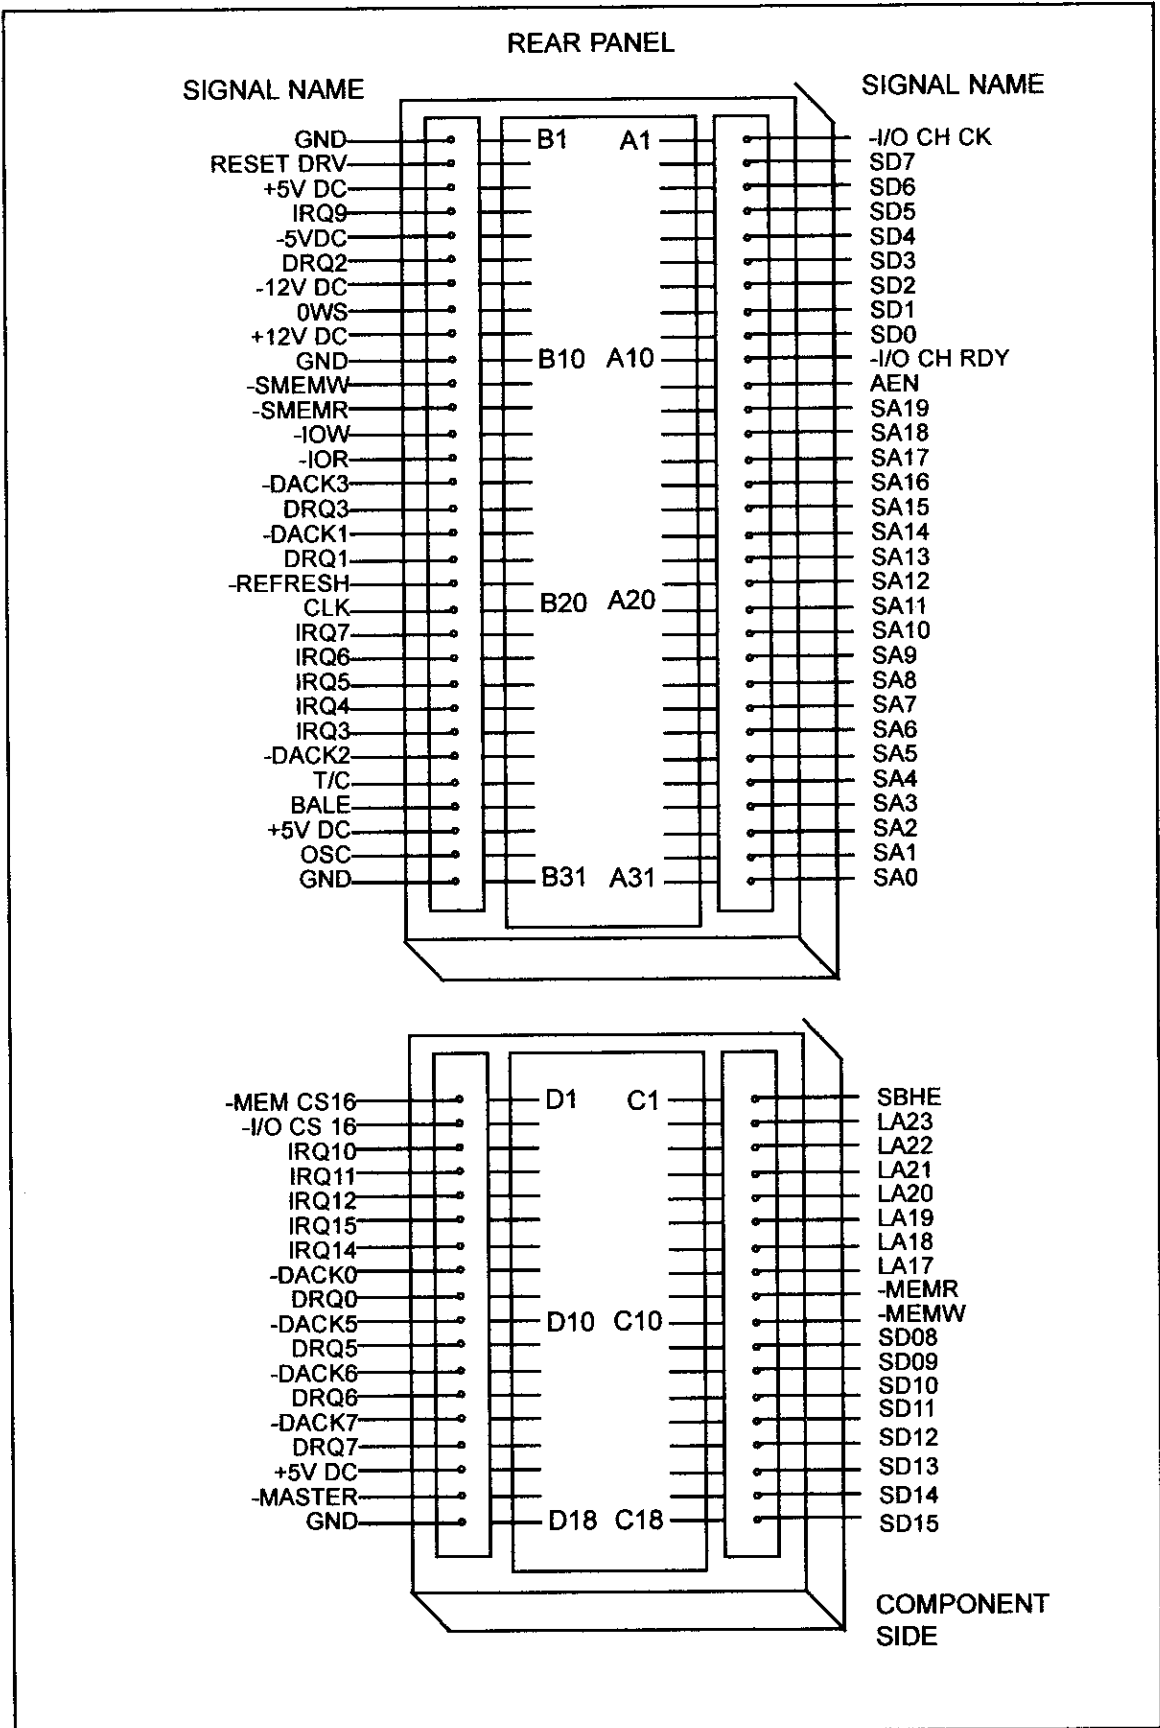 REAR PANEL
SIGNAL NAME SIGNAL NAME
GND B1 A1 -I/O CH CK
RESET DRV SD7
+5V DC SD6
IRQ9 SD5
-5VDC SD4
DRQ2 SD3
-12V DC SD2
0WS SD1
+12V DC SD0
GND B10 A10 -I/O CH RDY
-SMEMW AEN
-SMEMR SA19
-IOW SA18
-IOR SA17
-DACK3 SA16
DRQ3 SA15
-DACK1 SA14
DRQ1 SA13
-REFRESH SA12
CLK B20 A20 SA11
IRQ7 SA10
IRQ6 SA9
IRQ5 SA8
IRQ4 SA7
IRQ3 SA6
-DACK2 SA5
T/C SA4
BALE SA3
+5V DC SA2
OSC SA1
GND B31 A31 SA0
-MEM CS16 D1 C1 SBHE
-I/O CS 16 LA23
IRQ10 LA22
IRQ11 LA21
IRQ12 LA20
IRQ15 LA19
IRQ14 LA18
-DACK0 LA17
DRQ0 -MEMR
-DACK5 D10 C10 -MEMW
DRQ5 SD08
-DACK6 SD09
DRQ6 SD10
-DACK7 SD11
DRQ7 SD12
+5V DC SD13
-MASTER SD14
GND D18 C18 SD15
COMPONENT
SIDE